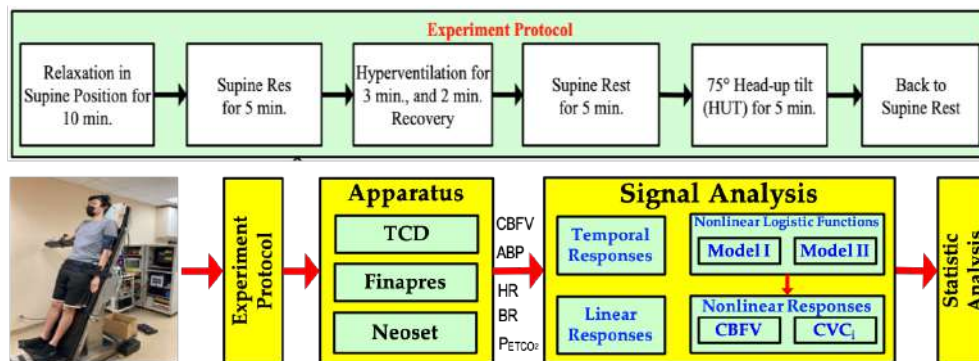 Experiment Protocol
Relaxation in
Supine Position for
10 min.
Supine Res
for 5 min.
Hyperventilation for
3 min., and 2 min.
Recovery
Supine Rest
for 5 min.
75° Head-up tilt
(HUT) for 5 min.
Back to
Supine Rest
Experiment
Protocol
Apparatus
TCD
Finapres
Neoset
CBFV
ABP
HR
BR
PETCO₂
Signal Analysis
Temporal
Responses
Linear
Responses
Nonlinear Logistic Functions
Model I
Model II
Nonlinear Responses
CBFV
CVCi
Statistic
Analysis